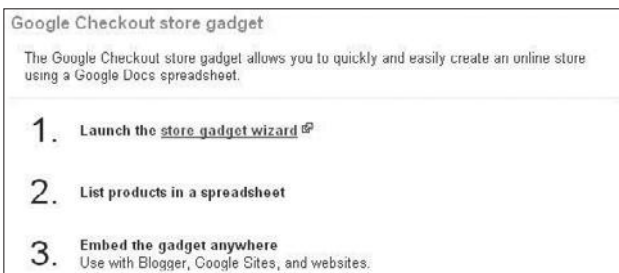 Google Checkout store gadget
The Google Checkout store gadget allows you to quickly and easily create an online store
using a Google Docs spreadsheet.
1. Launch the store gadget wizard
2. List products in a spreadsheet
3. Embed the gadget anywhere
Use with Blogger, Google Sites, and websites.